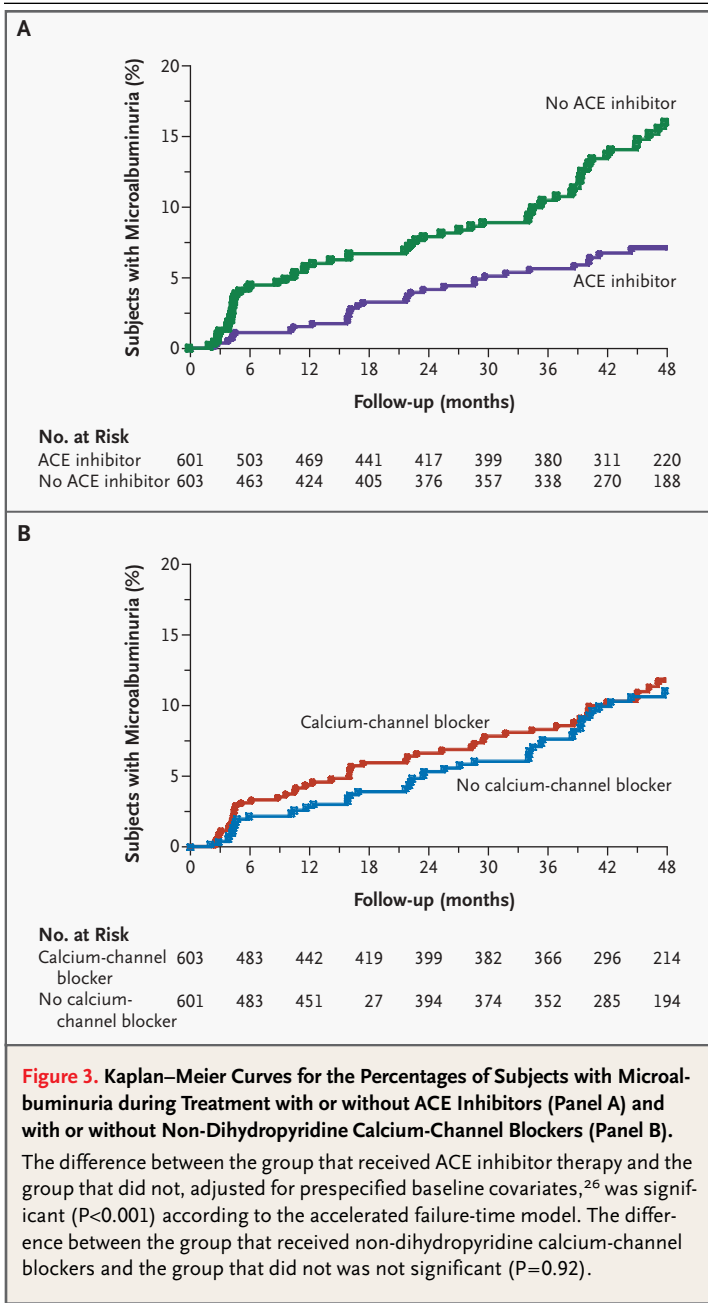 A
20
15
10
5
0
Subjects with Microalbuminuria (%)
No ACE inhibitor
ACE inhibitor
0 6 12 18 24 30 36 42 48
Follow-up (months)
No. at Risk
ACE inhibitor 601 503 469 441 417 399 380 311 220
No ACE inhibitor 603 463 424 405 376 357 338 270 188
B
20
15
10
5
0
Subjects with Microalbuminuria (%)
Calcium-channel blocker
No calcium-channel blocker
0 6 12 18 24 30 36 42 48
Follow-up (months)
No. at Risk
Calcium-channel 603 483 442 419 399 382 366 296 214
blocker
No calcium- 601 483 451 27 394 374 352 285 194
channel blocker
Figure 3. Kaplan–Meier Curves for the Percentages of Subjects with Microal-
buminuria during Treatment with or without ACE Inhibitors (Panel A) and
with or without Non-Dihydropyridine Calcium-Channel Blockers (Panel B).
The difference between the group that received ACE inhibitor therapy and the
group that did not, adjusted for prespecified baseline covariates,²⁶ was signif-
icant (P<0.001) according to the accelerated failure-time model. The differ-
ence between the group that received non-dihydropyridine calcium-channel
blockers and the group that did not was not significant (P=0.92).